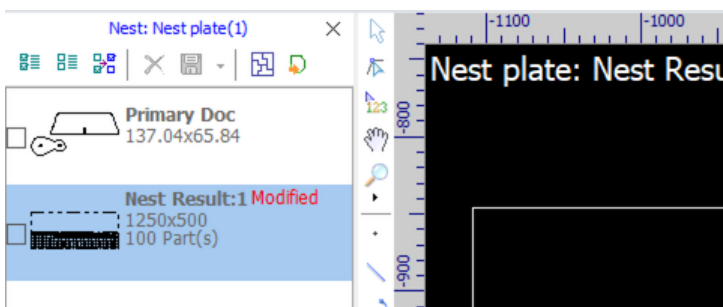 Nest: Nest plate(1)
Primary Doc
137.04x65.84
Nest Result:1 Modified
1250x500
100 Part(s)
123
-1100
-1000
Nest plate: Nest Resu
-800
-900